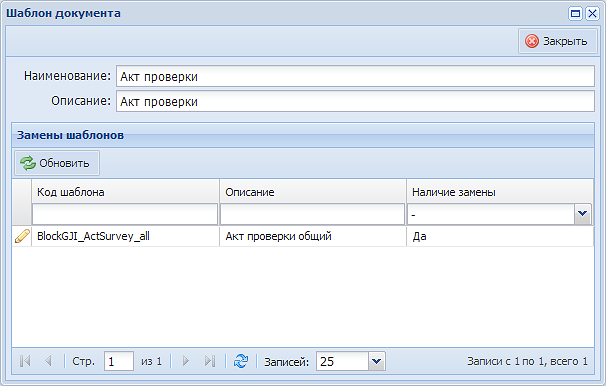 Шаблон документа
Закрыть
Наименование: Акт проверки
Описание: Акт проверки
Замены шаблонов
Обновить
Код шаблона Описание Наличие замены
-
BlockGJI_ActSurvey_all Акт проверки общий Да
Стр. 1 из 1 Записей: 25 Записи с 1 по 1, всего 1